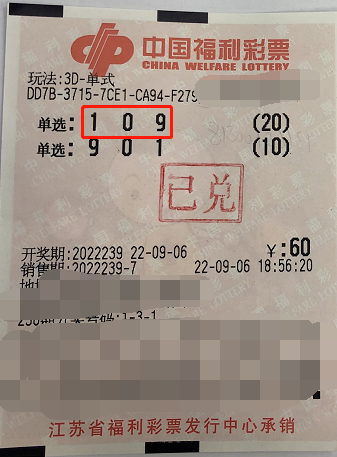 中国福利彩票
CHINA WELFARE LOTTERY
玩法:3D-单式
DD7B-3715-7CE1-CA94-F279
单选: 1 0 9 (20)
单选: 9 0 1 (10)
已兑
开奖期:2022239 22-09-06 ￥:60
销售期:2022239-7 22-09-06 18:56:20
江苏省福利彩票发行中心承销